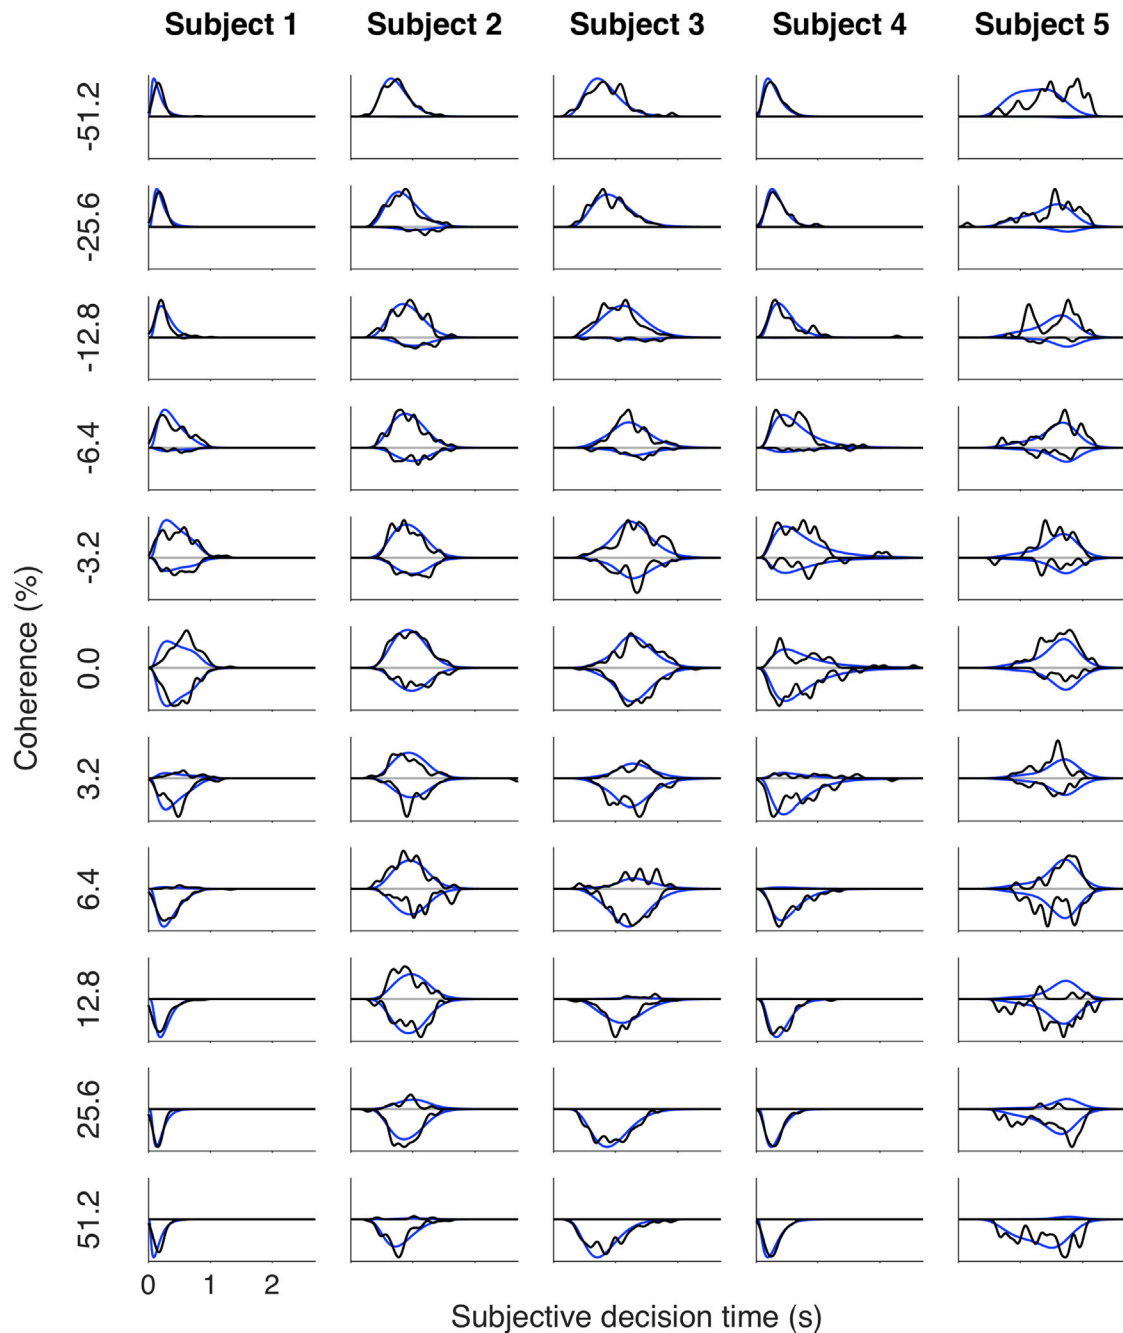 Subject 1 Subject 2 Subject 3 Subject 4 Subject 5
-51.2
-25.6
-12.8
-6.4
-3.2
0.0
3.2
6.4
12.8
25.6
51.2
Coherence (%)
0 1 2
Subjective decision time (s)